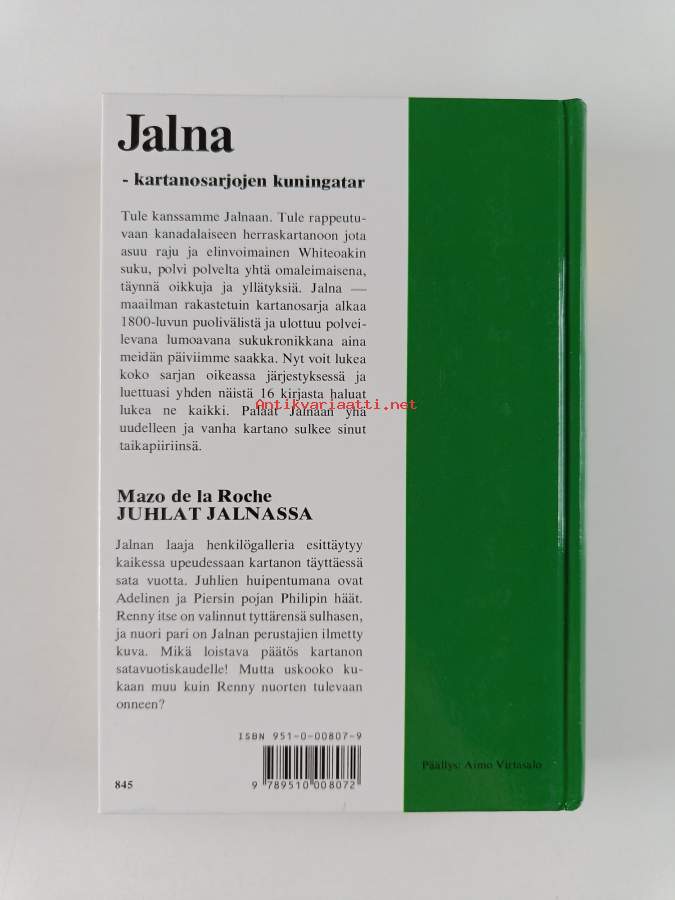 Jalna
- kartanosarjojen kuningatar
Tule kanssamme Jalnaan. Tule rappeutu-
vaan kanadalaiseen herraskartanoon jota
asuu raju ja elinvoimainen Whiteoakin
suku, polvi polvelta yhtä omaleimaisena,
täynnä oikkuja ja yllätyksiä. Jalna —
maailman rakastetuin kartanosarja alkaa
1800-luvun puolivälistä ja ulottuu polvei-
levana lumoavana sukukronikkana aina
meidän päiviimme saakka. Nyt voit lukea
koko sarjan oikeassa järjestyksessä ja
luettuasi yhden näistä 16 kirjasta haluat
lukea ne kaikki. Palaat Jalnaan yhä
Antikvariaatti.net
uudelleen ja vanha kartano sulkee sinut
taikapiiriinsä.
Mazo de la Roche
JUHLAT JALNASSA
Jalnan laaja henkilögalleria esittäytyy
kaikessa upeudessaan kartanon täyttäessä
sata vuotta. Juhlien huipentumana ovat
Adelinen ja Piersin pojan Philipin häät.
Renny itse on valinnut tyttärensä sulhasen,
ja nuori pari on Jalnan perustajien ilmetty
kuva. Mikä loistava päätös kartanon
satavuotiskaudelle! Mutta uskooko ku-
kaan muu kuin Renny nuorten tulevaan
onneen?
ISBN 951-0-00807-9
9 789510 008072
845
Päällys: Aimo Virtasalo